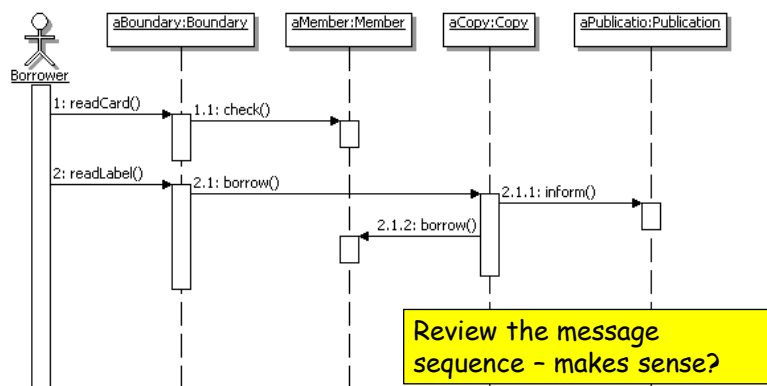 aBoundary:Boundary
aMember:Member
aCopy:Copy
aPublicatio:Publication
Borrower
1: readCard()
1.1: check()
2: readLabel()
2.1: borrow()
2.1.1: inform()
2.1.2: borrow()
Review the message
sequence – makes sense?